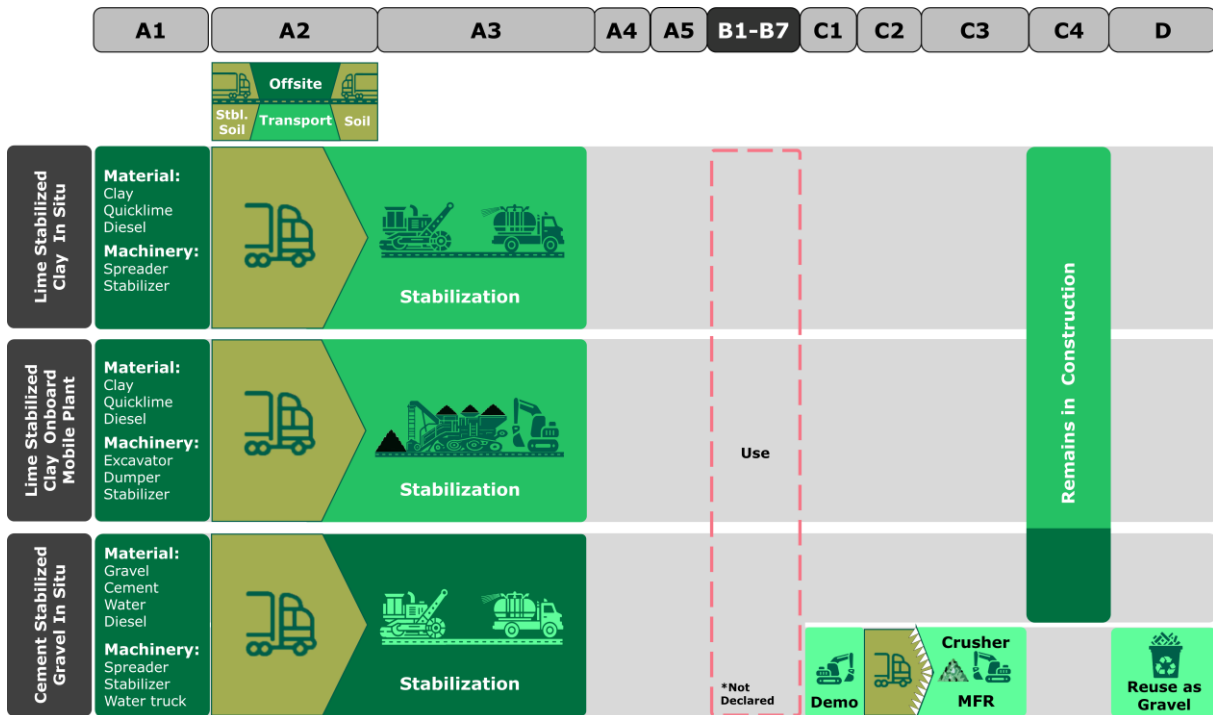 A1 A2 A3 A4 A5 B1-B7 C1 C2 C3 C4 D
Offsite
Stbl.
Soil
Transport
Soil
Lime Stabilized
Clay In Situ
Material:
Clay
Quicklime
Diesel
Machinery:
Spreader
Stabilizer
Stabilization
Lime Stabilized
Clay Onboard
Mobile Plant
Material:
Clay
Quicklime
Diesel
Machinery:
Excavator
Dumper
Stabilizer
Stabilization
Use
Remains in Construction
Cement Stabilized
Gravel In Situ
Material:
Gravel
Cement
Water
Diesel
Machinery:
Spreader
Stabilizer
Water truck
Stabilization
*Not
Declared
Demo
Crusher
MFR
Reuse as
Gravel